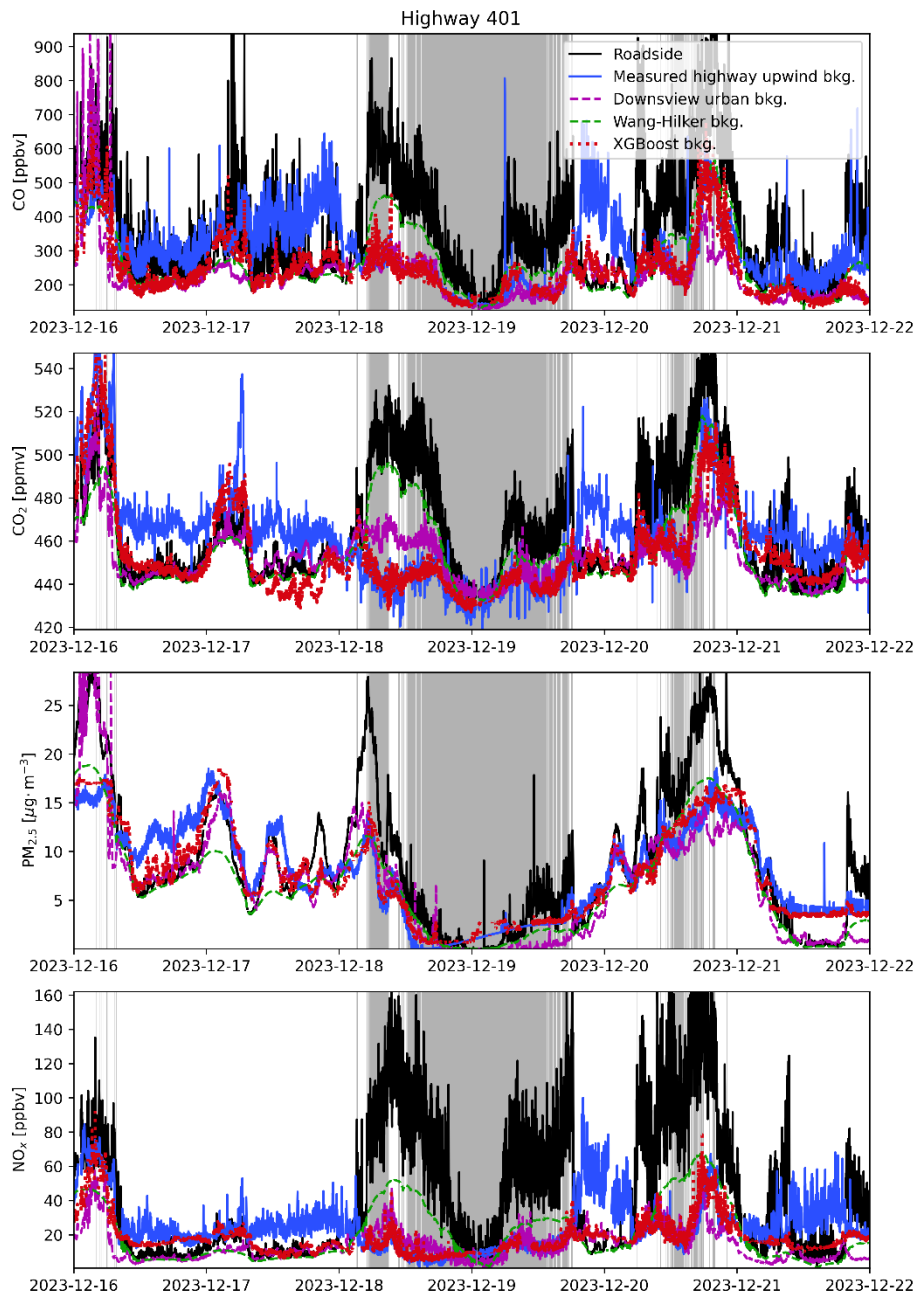 Highway 401
CO [ppbv]
900
800
700
600
500
400
300
200
Roadside
Measured highway upwind bkg.
Downsview urban bkg.
Wang-Hilker bkg.
XGBoost bkg.
2023-12-16 2023-12-17 2023-12-18 2023-12-19 2023-12-20 2023-12-21 2023-12-22
CO₂ [ppmv]
540
520
500
480
460
440
420
2023-12-16 2023-12-17 2023-12-18 2023-12-19 2023-12-20 2023-12-21 2023-12-22
PM₂.₅ [μg·m⁻³]
25
20
15
10
5
2023-12-16 2023-12-17 2023-12-18 2023-12-19 2023-12-20 2023-12-21 2023-12-22
NOₓ [ppbv]
160
140
120
100
80
60
40
20
2023-12-16 2023-12-17 2023-12-18 2023-12-19 2023-12-20 2023-12-21 2023-12-22